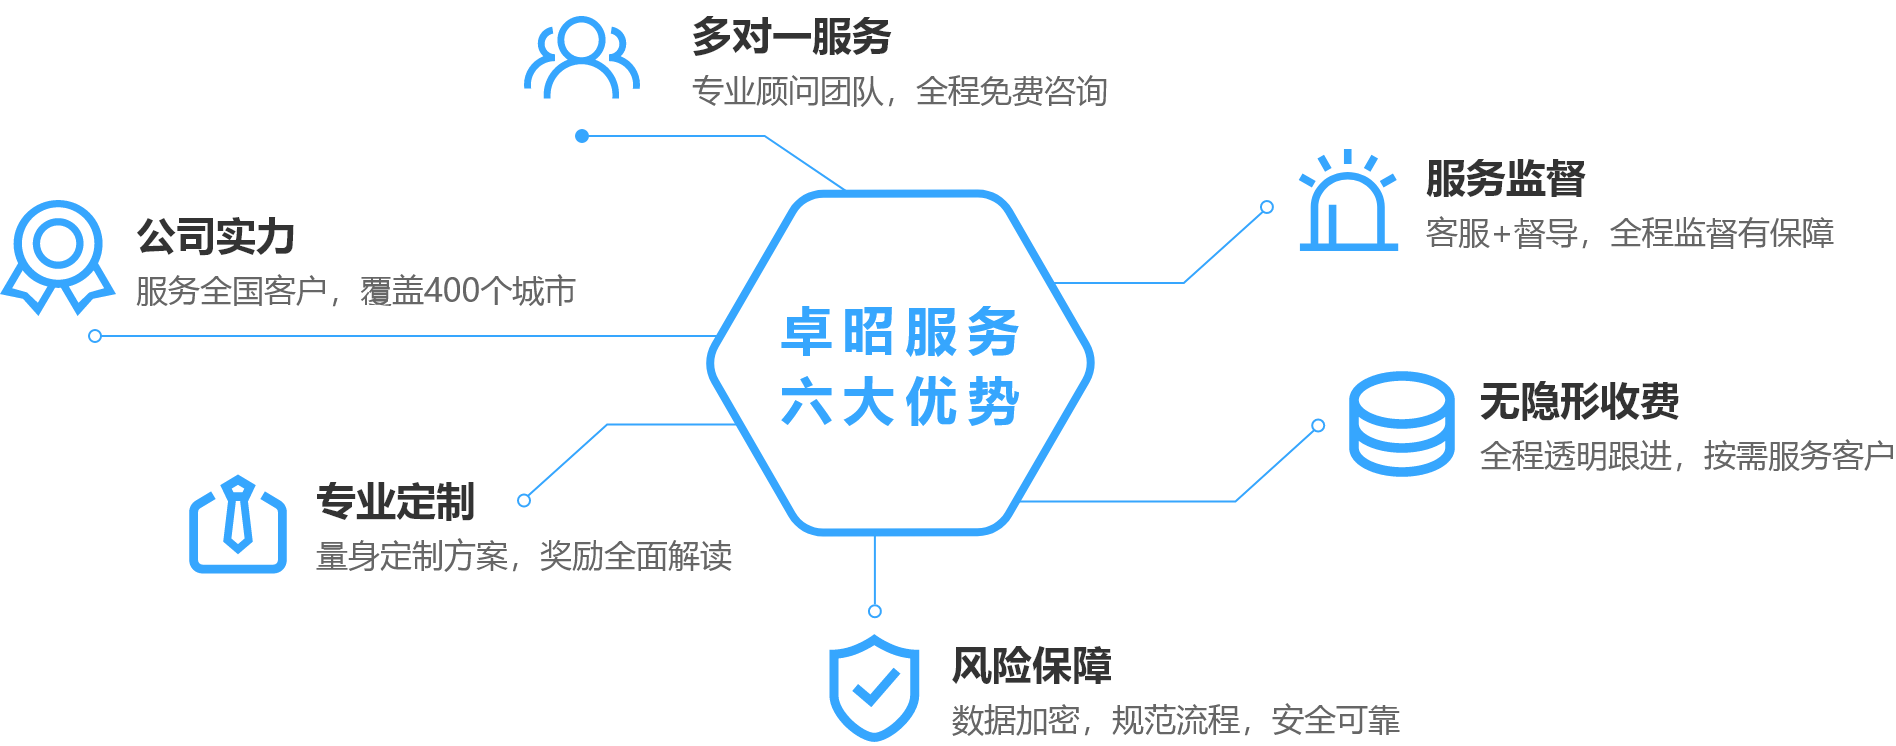 多对一服务
专业顾问团队，全程免费咨询
服务监督
客服+督导，全程监督有保障
公司实力
服务全国客户，覆盖400个城市
卓昭服务
六大优势
无隐形收费
全程透明跟进，按需服务客户
专业定制
量身定制方案，奖励全面解读
风险保障
数据加密，规范流程，安全可靠